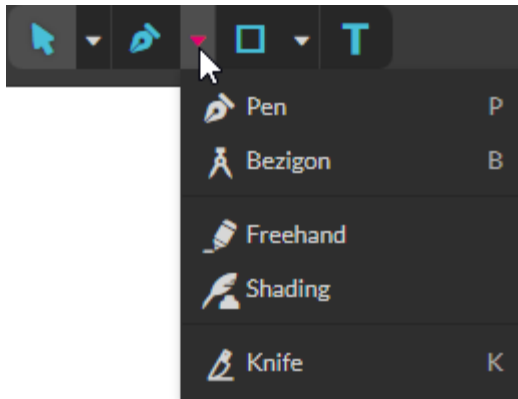 T
Pen P
Bezigon B
Freehand
Shading
Knife K